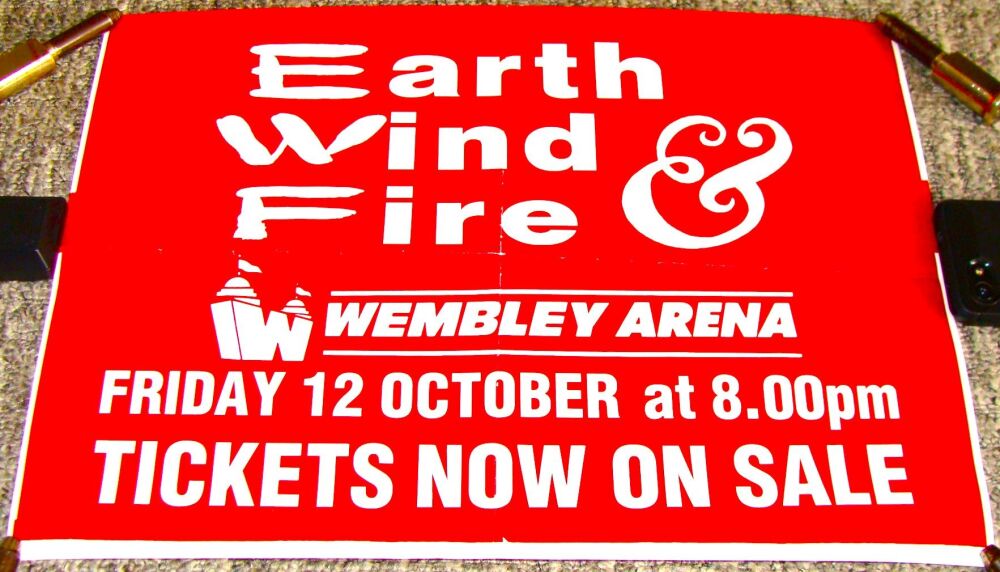 Earth
Wind &
Fire
W WEMBLEY ARENA
FRIDAY 12 OCTOBER at 8.00pm
TICKETS NOW ON SALE